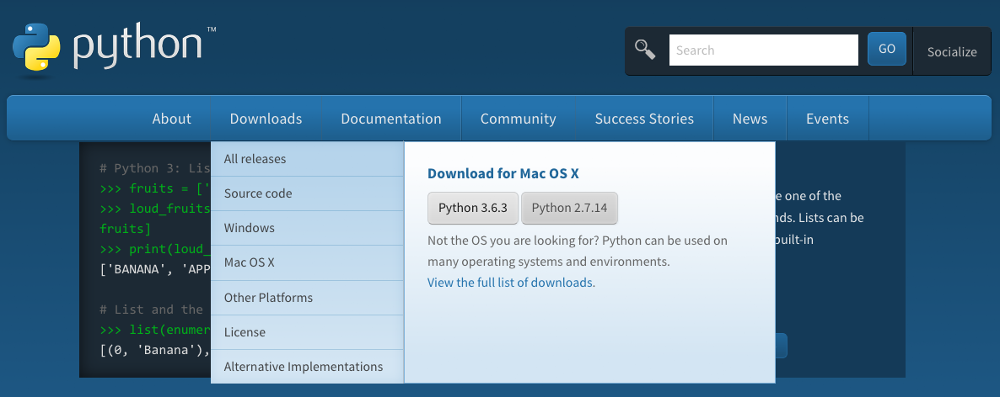 python™
Search
GO
Socialize
About
Downloads
Documentation
Community
Success Stories
News
Events
# Python 3: Lis
>>> fruits = ['
>>> loud_fruits
fruits]
>>> print(loud_
['BANANA', 'APP
# List and the
>>> list(enumer
[(0, 'Banana'),
All releases
Source code
Windows
Mac OS X
Other Platforms
License
Alternative Implementations
Download for Mac OS X
Python 3.6.3
Python 2.7.14
Not the OS you are looking for? Python can be used on
many operating systems and environments.
View the full list of downloads.
e one of the
nds. Lists can be
built-in